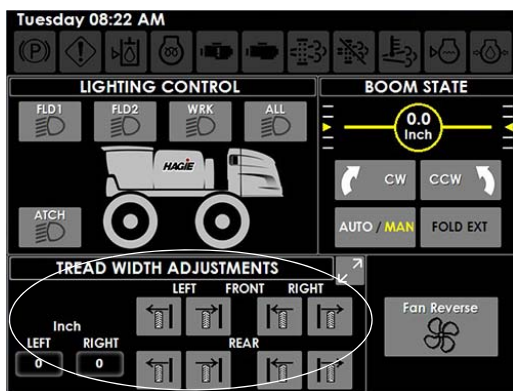 Tuesday 08:22 AM
LIGHTING CONTROL
BOOM STATE
FLD1 FLD2 WRK ALL
0.0
Inch
HAGIE
CW CCW
ATCH
AUTO / MAN FOLD EXT
TREAD WIDTH ADJUSTMENTS
LEFT FRONT RIGHT
Fan Reverse
Inch
LEFT RIGHT
REAR
0 0